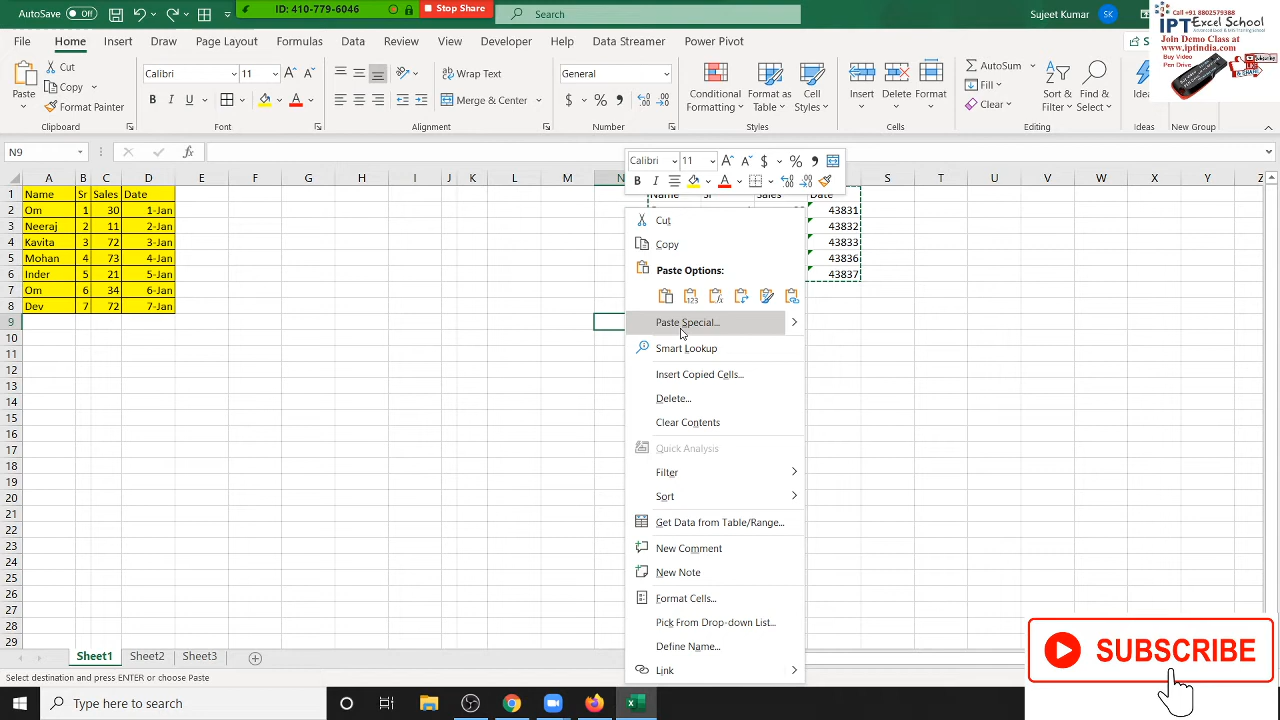 AutoSave Off
ID: 410-779-6046
Stop Share
Search
Sujeet Kumar
SK
Call +91 8802579388
iPT Excel School
Join Demo Class at
www.iptindia.com
Buy Video
Pen Drive
File Home Insert Draw Page Layout Formulas Data Review View Developer Help Data Streamer Power Pivot
Paste
Cut
Copy
Format Painter
Clipboard
Calibri 11
B I U
Font
Wrap Text
Merge & Center
Alignment
General
$ % ,
Number
Conditional Formatting
Format as Table
Cell Styles
Styles
Insert Delete Format
Cells
AutoSum
Fill
Clear
Sort & Filter
Find & Select
Editing
Ideas
New Group
N9
fx
Calibri 11 $ % ,
B I
A B C D E F G H I J K L M N S T U V W X Y Z
1 Name Sr Sales Date
2 Om 1 30 1-Jan 43831
3 Neeraj 2 11 2-Jan 43832
4 Kavita 3 72 3-Jan 43833
5 Mohan 4 73 4-Jan 43836
6 Inder 5 21 5-Jan 43837
7 Om 6 34 6-Jan
8 Dev 7 72 7-Jan
9
10
11
12
13
14
15
16
17
18
19
20
21
22
23
24
25
26
27
28
29
Cut
Copy
Paste Options:
Paste Special...
Smart Lookup
Insert Copied Cells...
Delete...
Clear Contents
Quick Analysis
Filter
Sort
Get Data from Table/Range...
New Comment
New Note
Format Cells...
Pick From Drop-down List...
Define Name...
Link
SUBSCRIBE
Sheet1 Sheet2 Sheet3
Select destination and press ENTER or choose Paste
Type here to search